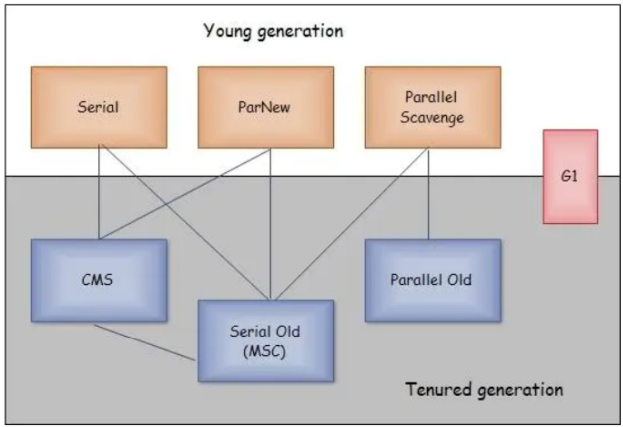 Young generation
Serial
ParNew
Parallel
Scavenge
G1
CMS
Parallel Old
Serial Old
(MSC)
Tenured generation